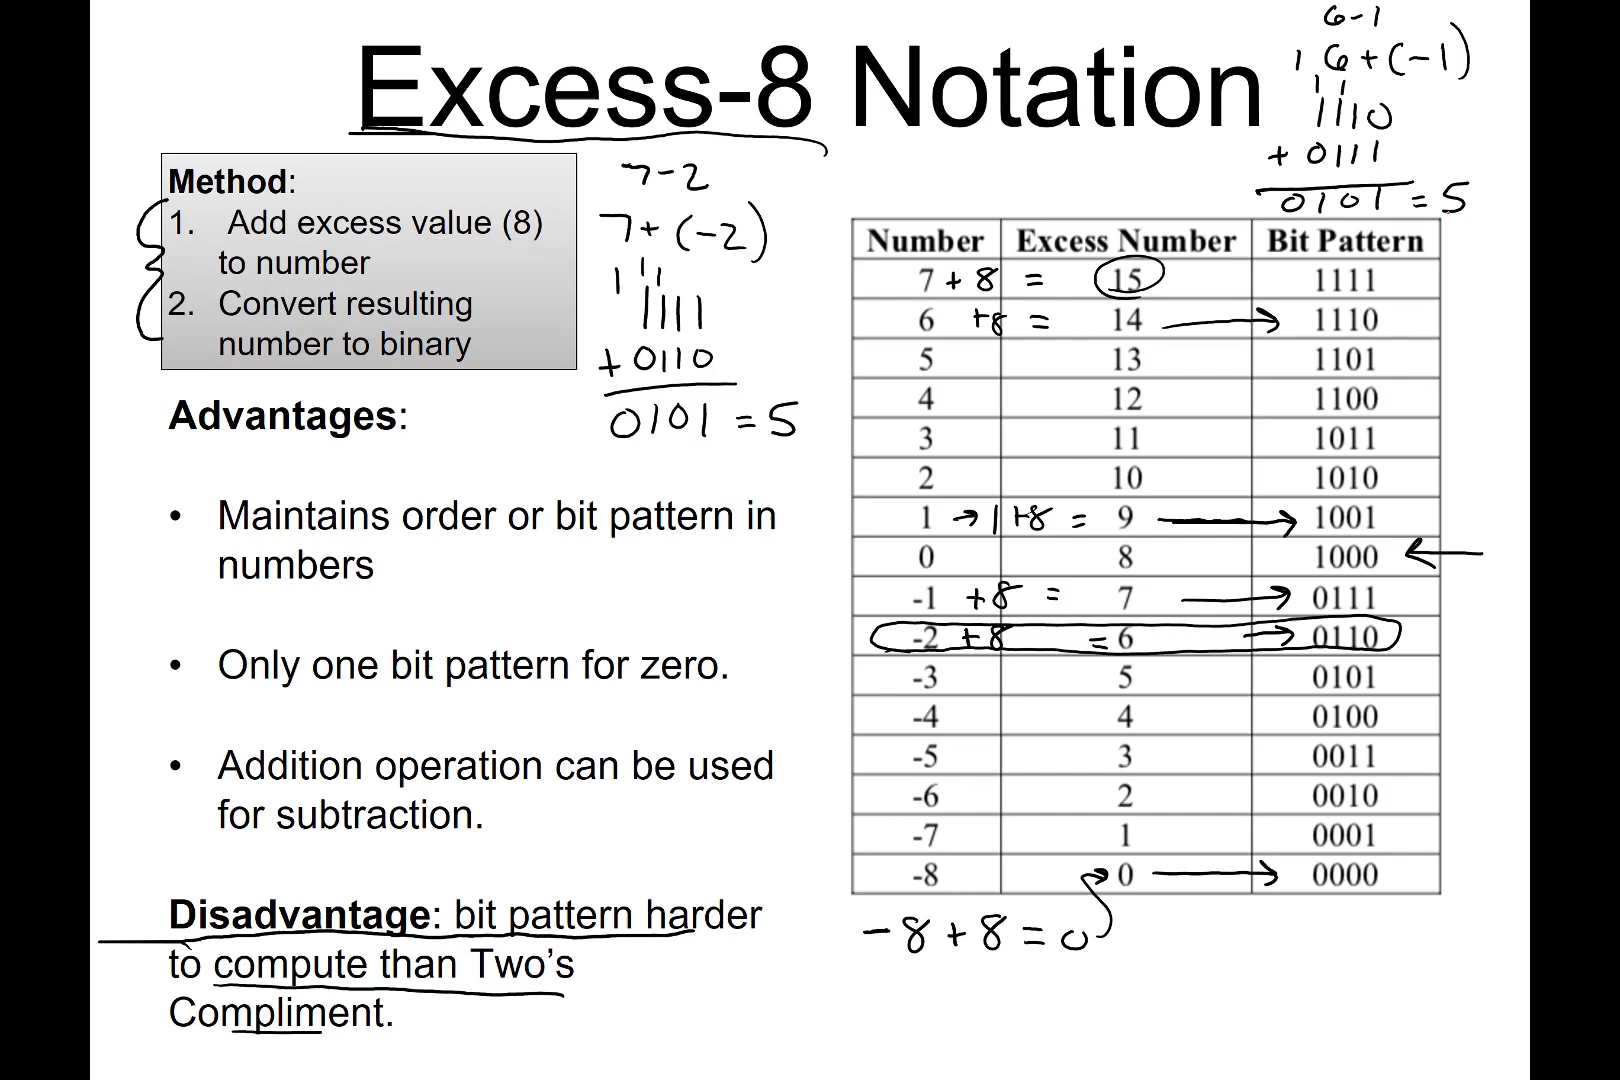 Excess-8 Notation
6-1
1 6+(-1)
1 1
1110
+ 0111
0101 = 5
Method:
1. Add excess value (8)
to number
2. Convert resulting
number to binary
7-2
7+(-2)
1 1 1
1111
+ 0110
0101 = 5
Advantages:
• Maintains order or bit pattern in
numbers
• Only one bit pattern for zero.
• Addition operation can be used
for subtraction.
Disadvantage: bit pattern harder
to compute than Two's
Compliment.
Number Excess Number Bit Pattern
7 + 8 = 15 1111
6 +8 = 14 → 1110
5 13 1101
4 12 1100
3 11 1011
2 10 1010
1 → 1+8 = 9 → 1001
0 8 1000 ←
-1 +8 = 7 → 0111
-2 +8 = 6 → 0110
-3 5 0101
-4 4 0100
-5 3 0011
-6 2 0010
-7 1 0001
-8 0 → 0000
-8+8=0